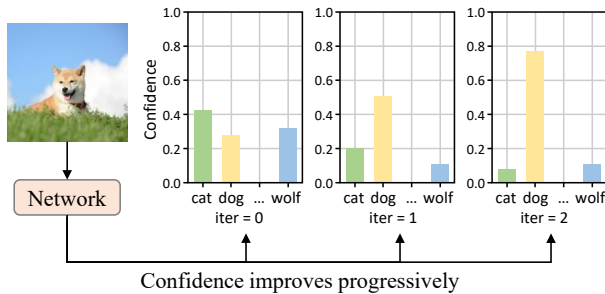 Confidence
1.0
0.8
0.6
0.4
0.2
0.0
cat dog ... wolf
iter = 0
1.0
0.8
0.6
0.4
0.2
0.0
cat dog ... wolf
iter = 1
1.0
0.8
0.6
0.4
0.2
0.0
cat dog ... wolf
iter = 2
Network
Confidence improves progressively